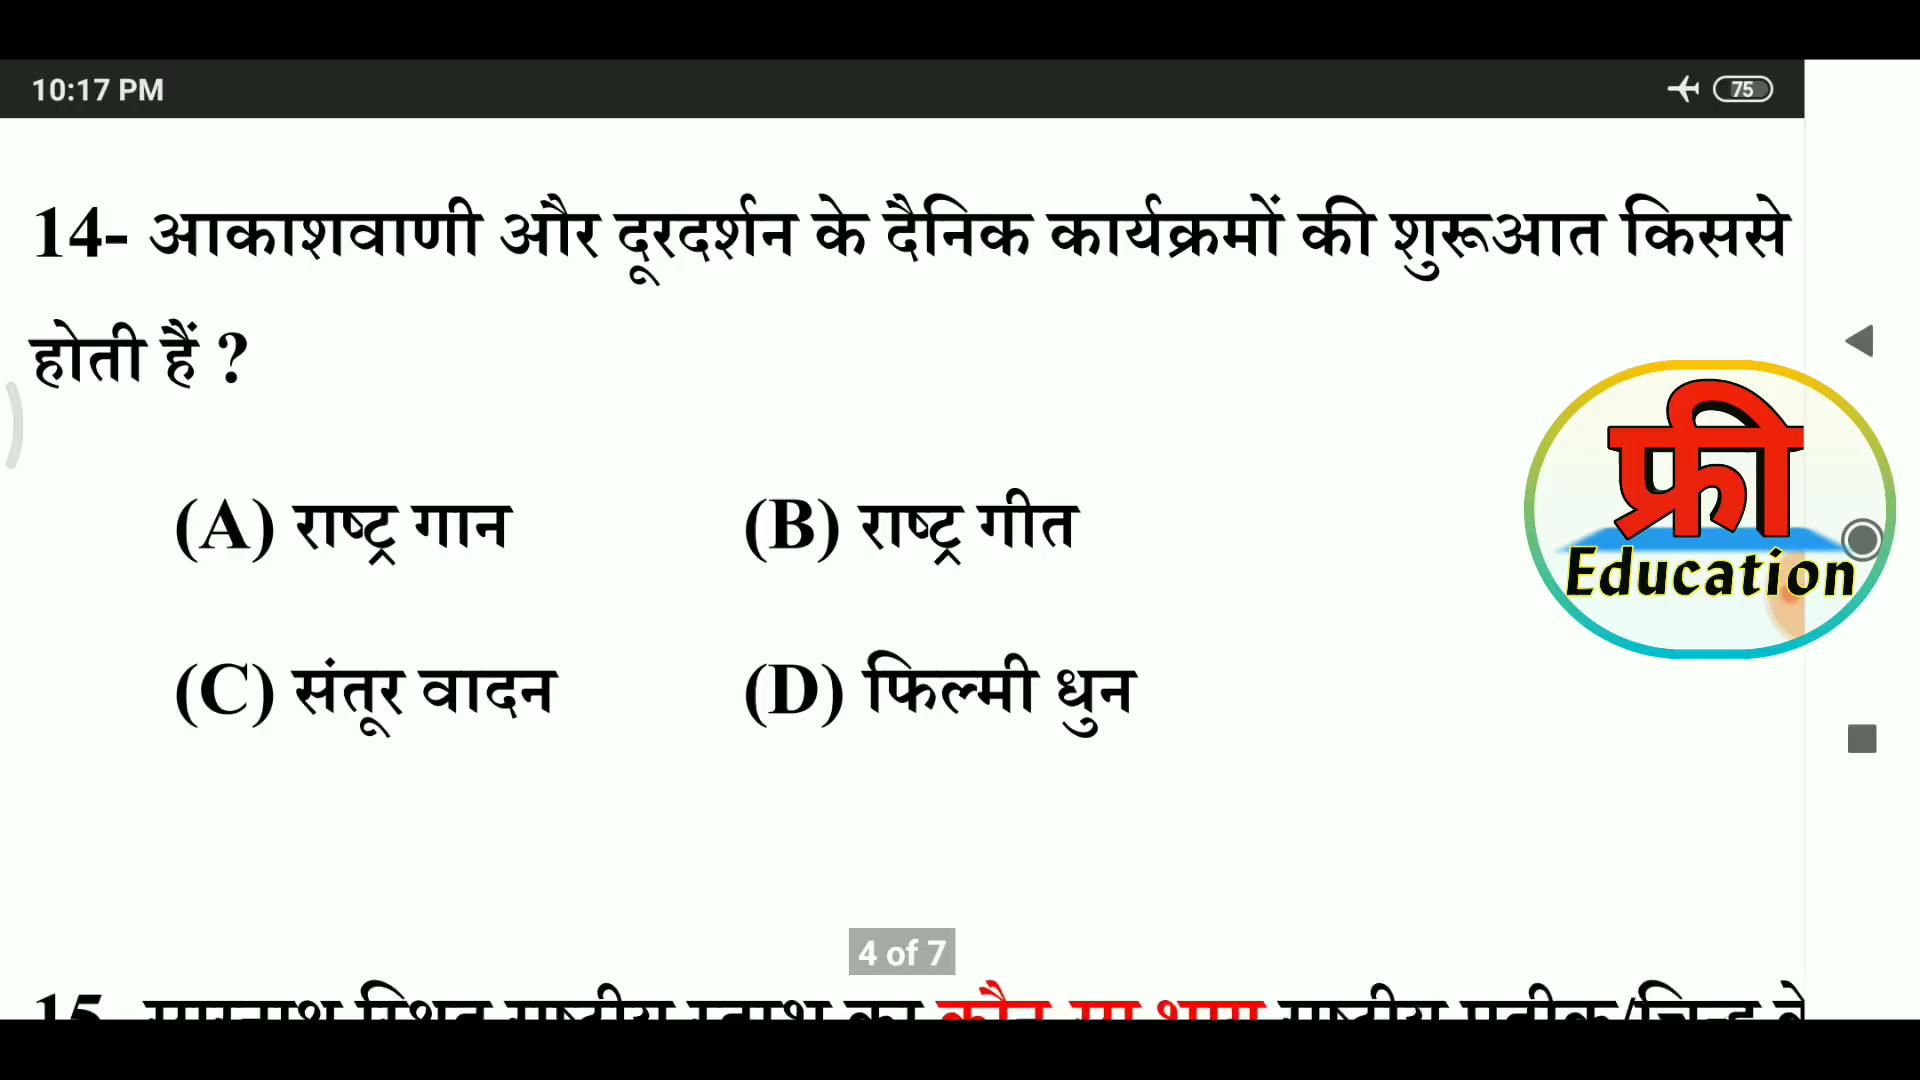 10:17 PM
75
14- आकाशवाणी और दूरदर्शन के दैनिक कार्यक्रमों की शुरूआत किससे
होती हैं ?
(A) राष्ट्र गान (B) राष्ट्र गीत
फ्री
Education
(C) संतूर वादन (D) फिल्मी धुन
4 of 7
15 कौन सा भाग